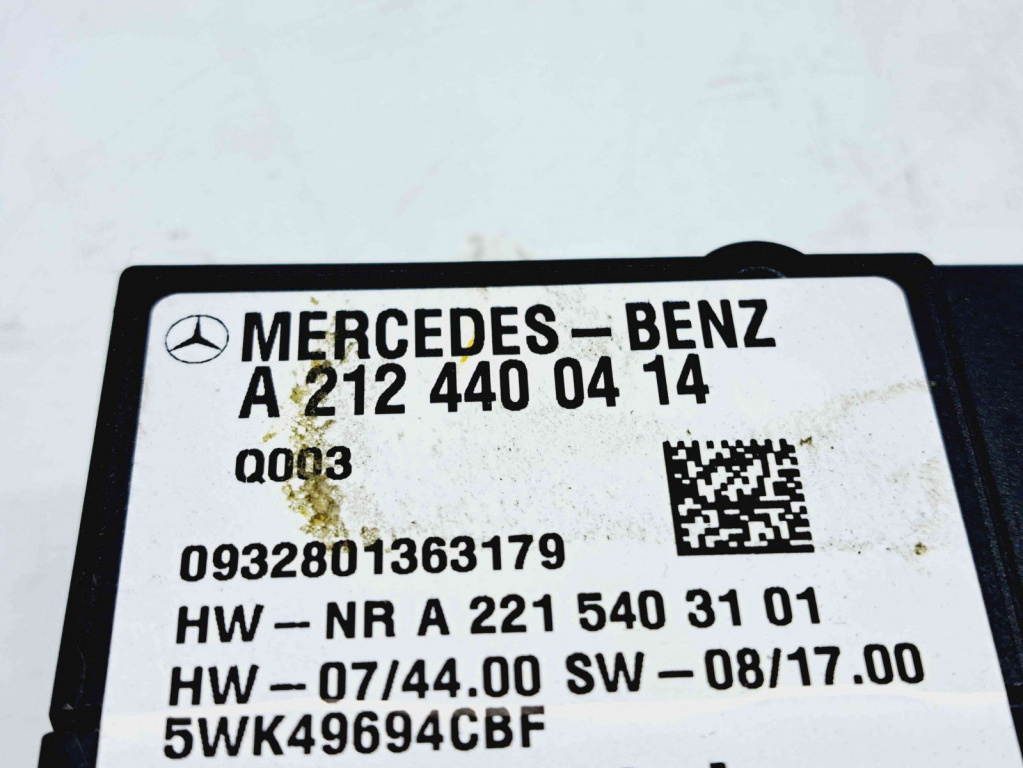 MERCEDES-BENZ
A 212 440 04 14
Q003
0932801363179
HW-NR A 221 540 31 01
HW-07/44.00 SW-08/17.00
5WK49694CBF